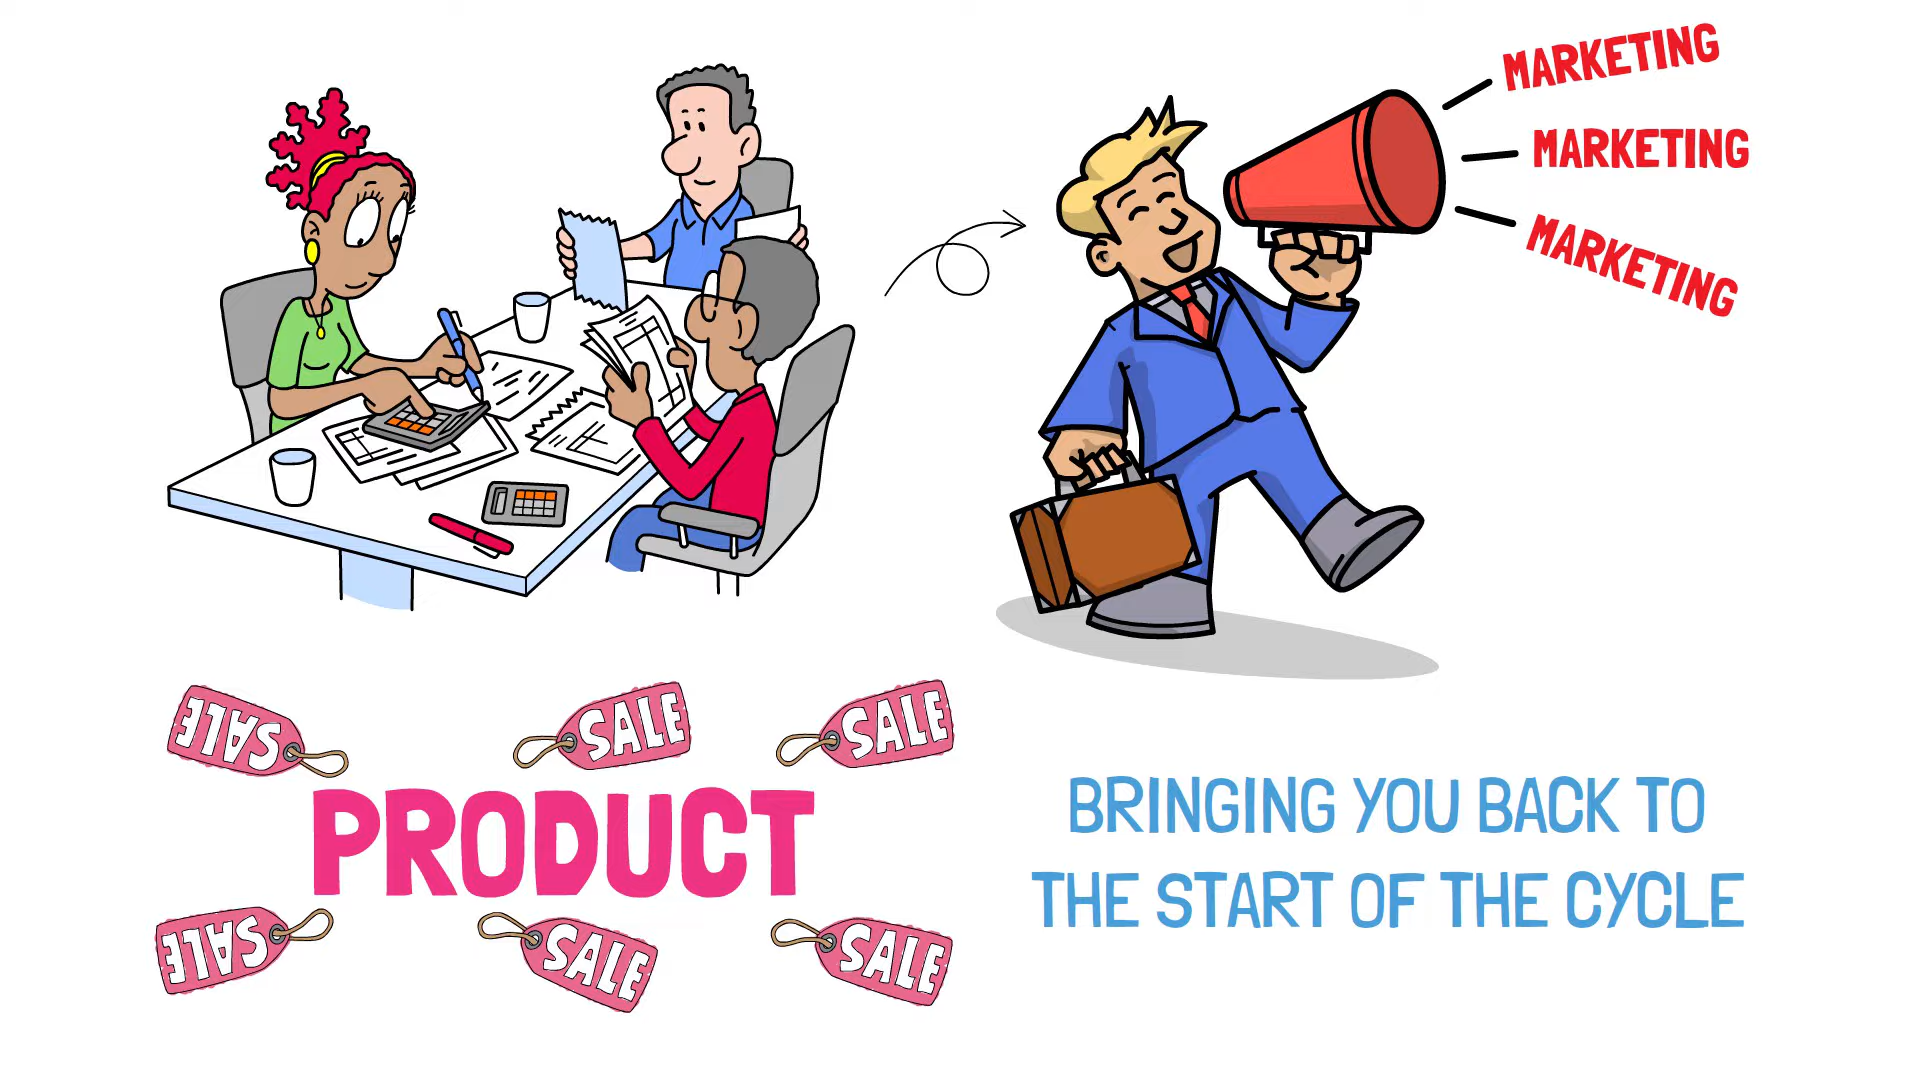 MARKETING
MARKETING
MARKETING
SALE
SALE
SALE
PRODUCT
SALE
SALE
SALE
BRINGING YOU BACK TO
THE START OF THE CYCLE